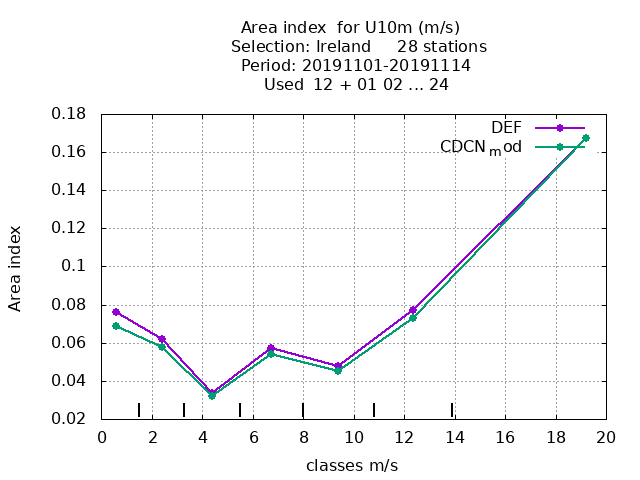 Area index for U10m (m/s)
Selection: Ireland 28 stations
Period: 20191101-20191114
Used 12 + 01 02 ... 24
0.18
0.16
0.14
0.12
0.1
0.08
0.06
0.04
0.02
Area index
DEF
CDCN_mod
0 2 4 6 8 10 12 14 16 18 20
classes m/s